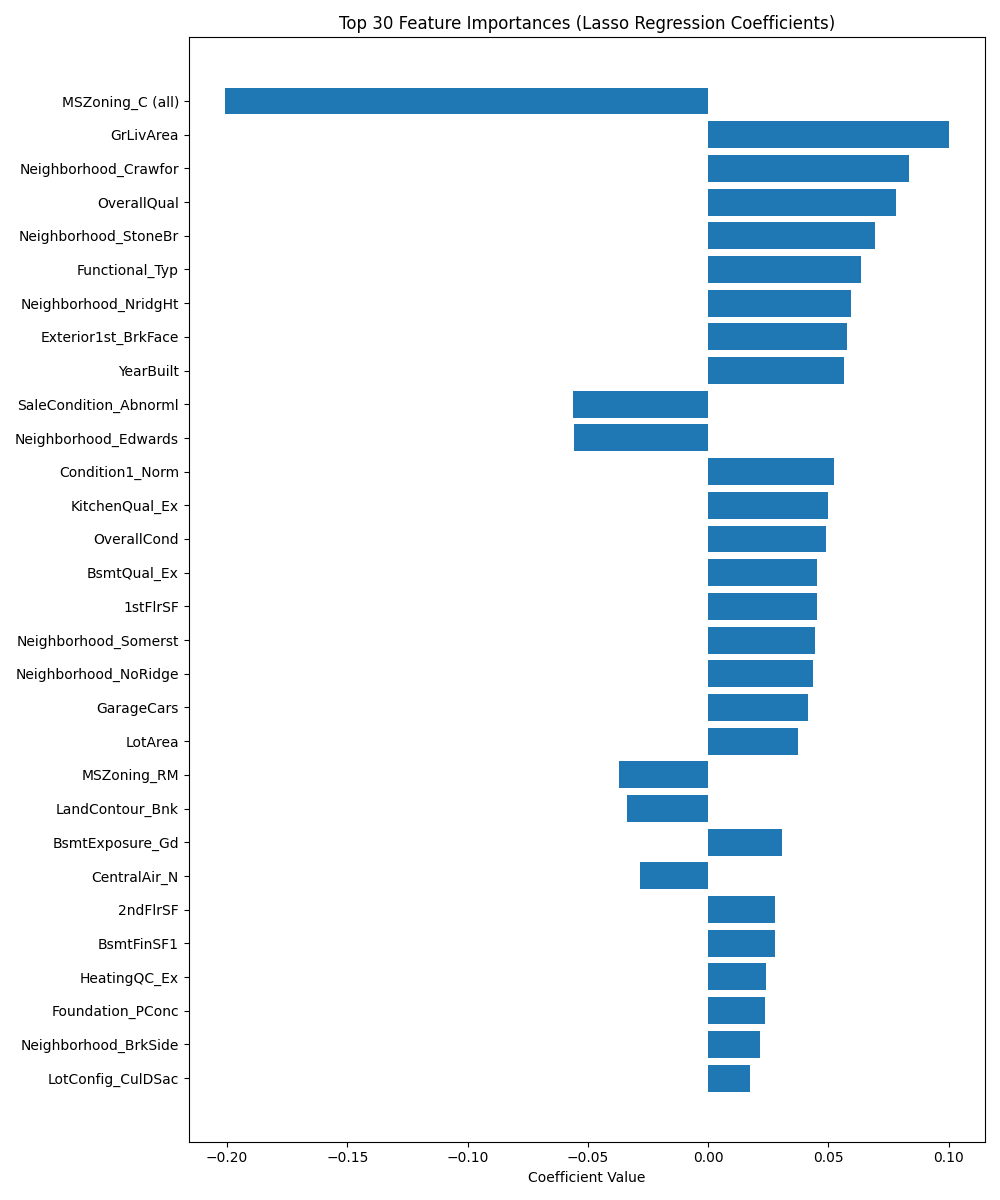 Top 30 Feature Importances (Lasso Regression Coefficients)
MSZoning_C (all)
GrLivArea
Neighborhood_Crawfor
OverallQual
Neighborhood_StoneBr
Functional_Typ
Neighborhood_NridgHt
Exterior1st_BrkFace
YearBuilt
SaleCondition_Abnorml
Neighborhood_Edwards
Condition1_Norm
KitchenQual_Ex
OverallCond
BsmtQual_Ex
1stFlrSF
Neighborhood_Somerst
Neighborhood_NoRidge
GarageCars
LotArea
MSZoning_RM
LandContour_Bnk
BsmtExposure_Gd
CentralAir_N
2ndFlrSF
BsmtFinSF1
HeatingQC_Ex
Foundation_PConc
Neighborhood_BrkSide
LotConfig_CulDSac
−0.20 −0.15 −0.10 −0.05 0.00 0.05 0.10
Coefficient Value